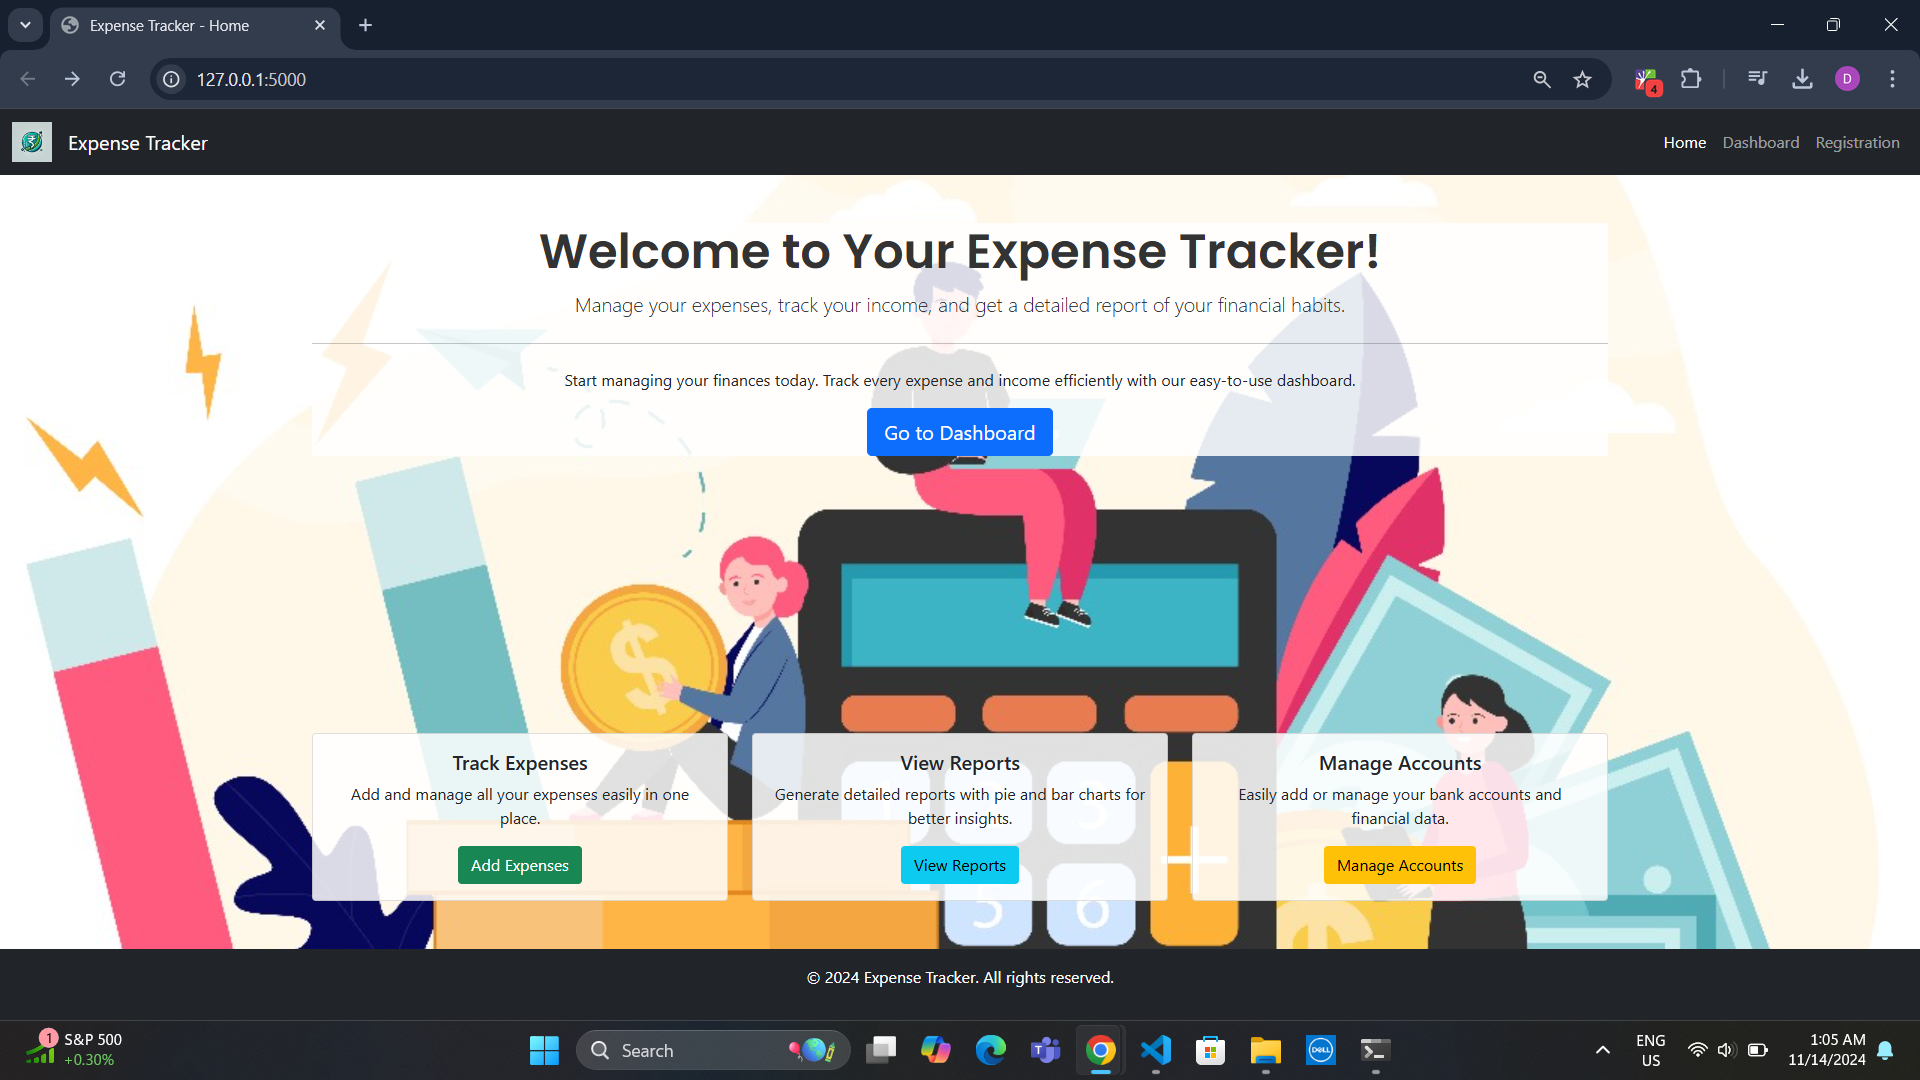 Expense Tracker - Home
127.0.0.1:5000
4
D
Expense Tracker
Home Dashboard Registration
Welcome to Your Expense Tracker!
Manage your expenses, track your income, and get a detailed report of your financial habits.
Start managing your finances today. Track every expense and income efficiently with our easy-to-use dashboard.
Go to Dashboard
$
Track Expenses
Add and manage all your expenses easily in one
place.
Add Expenses
View Reports
Generate detailed reports with pie and bar charts for
better insights.
View Reports
Manage Accounts
Easily add or manage your bank accounts and
financial data.
Manage Accounts
5 6 +
© 2024 Expense Tracker. All rights reserved.
1
S&P 500
+0.30%
Search
DELL
ENG
US
1:05 AM
11/14/2024